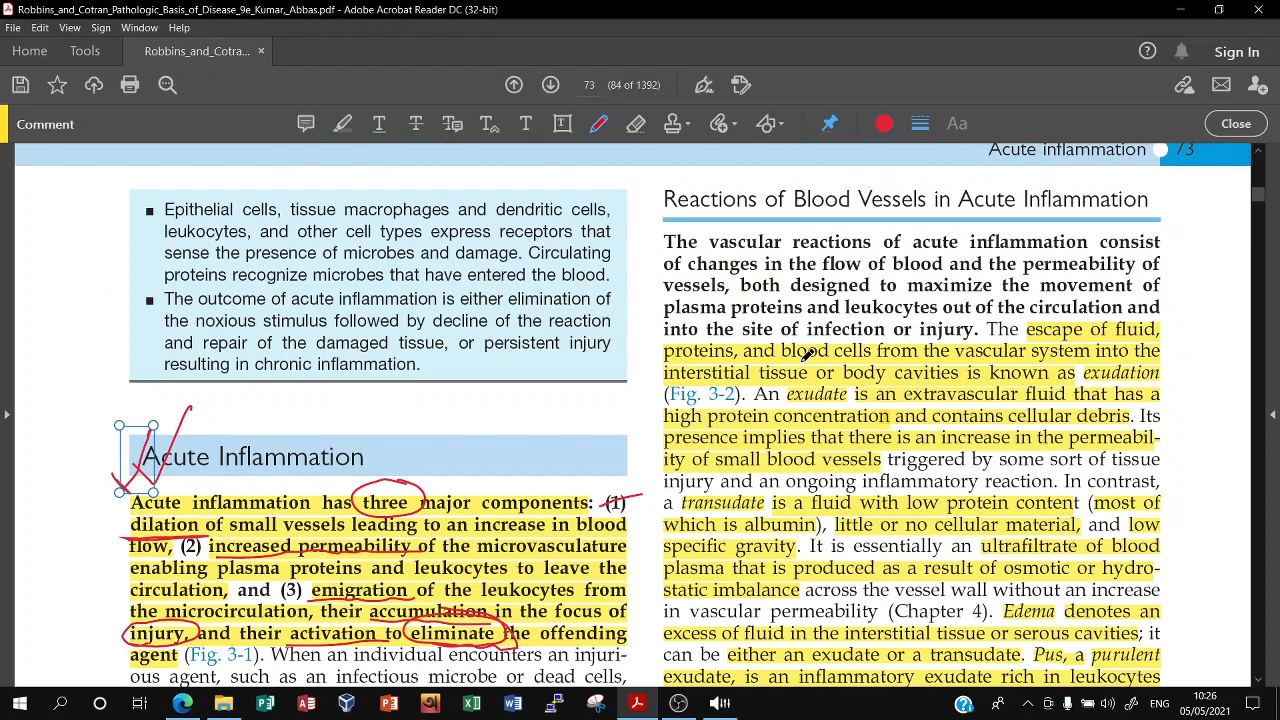 Robbins_and_Cotran_Pathologic_Basis_of_Disease_9e_Kumar_Abbas.pdf - Adobe Acrobat Reader DC (32-bit)
File Edit View Sign Window Help
Home Tools Robbins_and_Cotra... × Sign In
73 (84 of 1392)
Comment Aa Close
Acute inflammation 73
■ Epithelial cells, tissue macrophages and dendritic cells,
leukocytes, and other cell types express receptors that
sense the presence of microbes and damage. Circulating
proteins recognize microbes that have entered the blood.
■ The outcome of acute inflammation is either elimination of
the noxious stimulus followed by decline of the reaction
and repair of the damaged tissue, or persistent injury
resulting in chronic inflammation.
Acute Inflammation
Acute inflammation has three major components: (1)
dilation of small vessels leading to an increase in blood
flow, (2) increased permeability of the microvasculature
enabling plasma proteins and leukocytes to leave the
circulation, and (3) emigration of the leukocytes from
the microcirculation, their accumulation in the focus of
injury, and their activation to eliminate the offending
agent (Fig. 3-1). When an individual encounters an injuri-
ous agent, such as an infectious microbe or dead cells,
Reactions of Blood Vessels in Acute Inflammation
The vascular reactions of acute inflammation consist
of changes in the flow of blood and the permeability of
vessels, both designed to maximize the movement of
plasma proteins and leukocytes out of the circulation and
into the site of infection or injury. The escape of fluid,
proteins, and blood cells from the vascular system into the
interstitial tissue or body cavities is known as exudation
(Fig. 3-2). An exudate is an extravascular fluid that has a
high protein concentration and contains cellular debris. Its
presence implies that there is an increase in the permeabil-
ity of small blood vessels triggered by some sort of tissue
injury and an ongoing inflammatory reaction. In contrast,
a transudate is a fluid with low protein content (most of
which is albumin), little or no cellular material, and low
specific gravity. It is essentially an ultrafiltrate of blood
plasma that is produced as a result of osmotic or hydro-
static imbalance across the vessel wall without an increase
in vascular permeability (Chapter 4). Edema denotes an
excess of fluid in the interstitial tissue or serous cavities; it
can be either an exudate or a transudate. Pus, a purulent
exudate, is an inflammatory exudate rich in leukocytes
ENG 10:26
05/05/2021